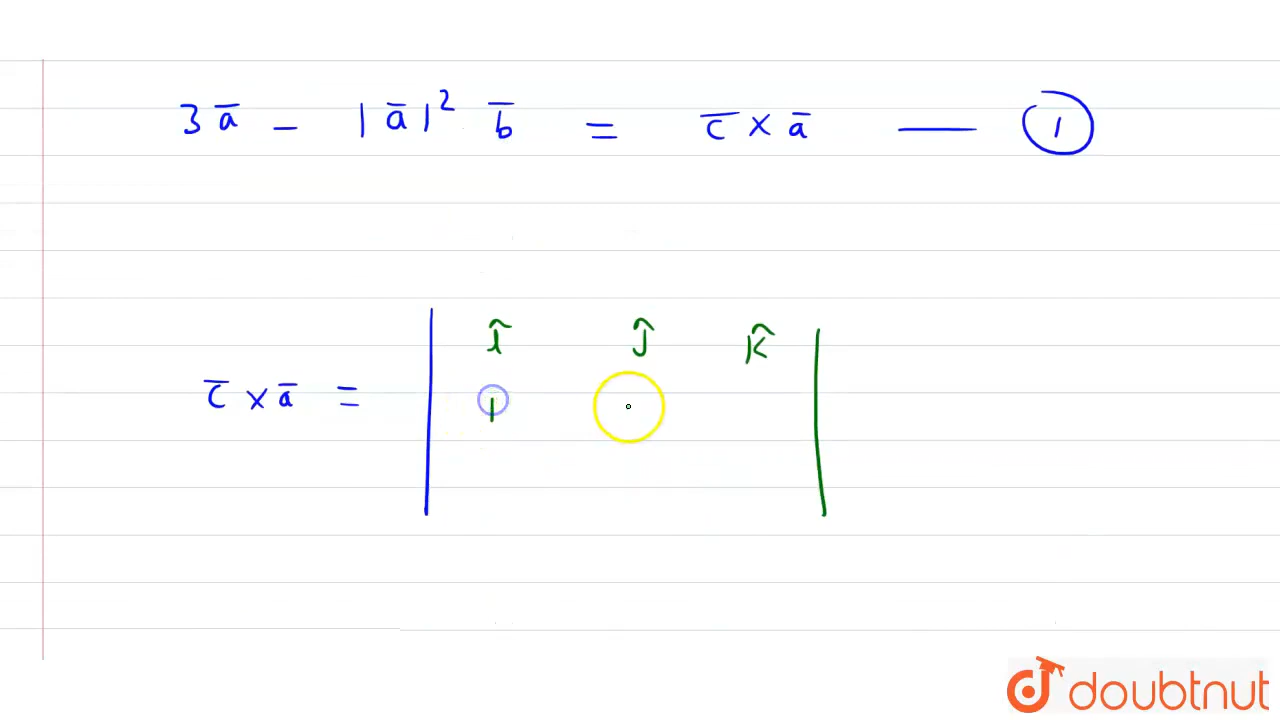 3 a̅ − |a̅|² b̅ = c̅ × a̅ —— ①
î ĵ k̂
c̅ × a̅ =
1
doubtnut